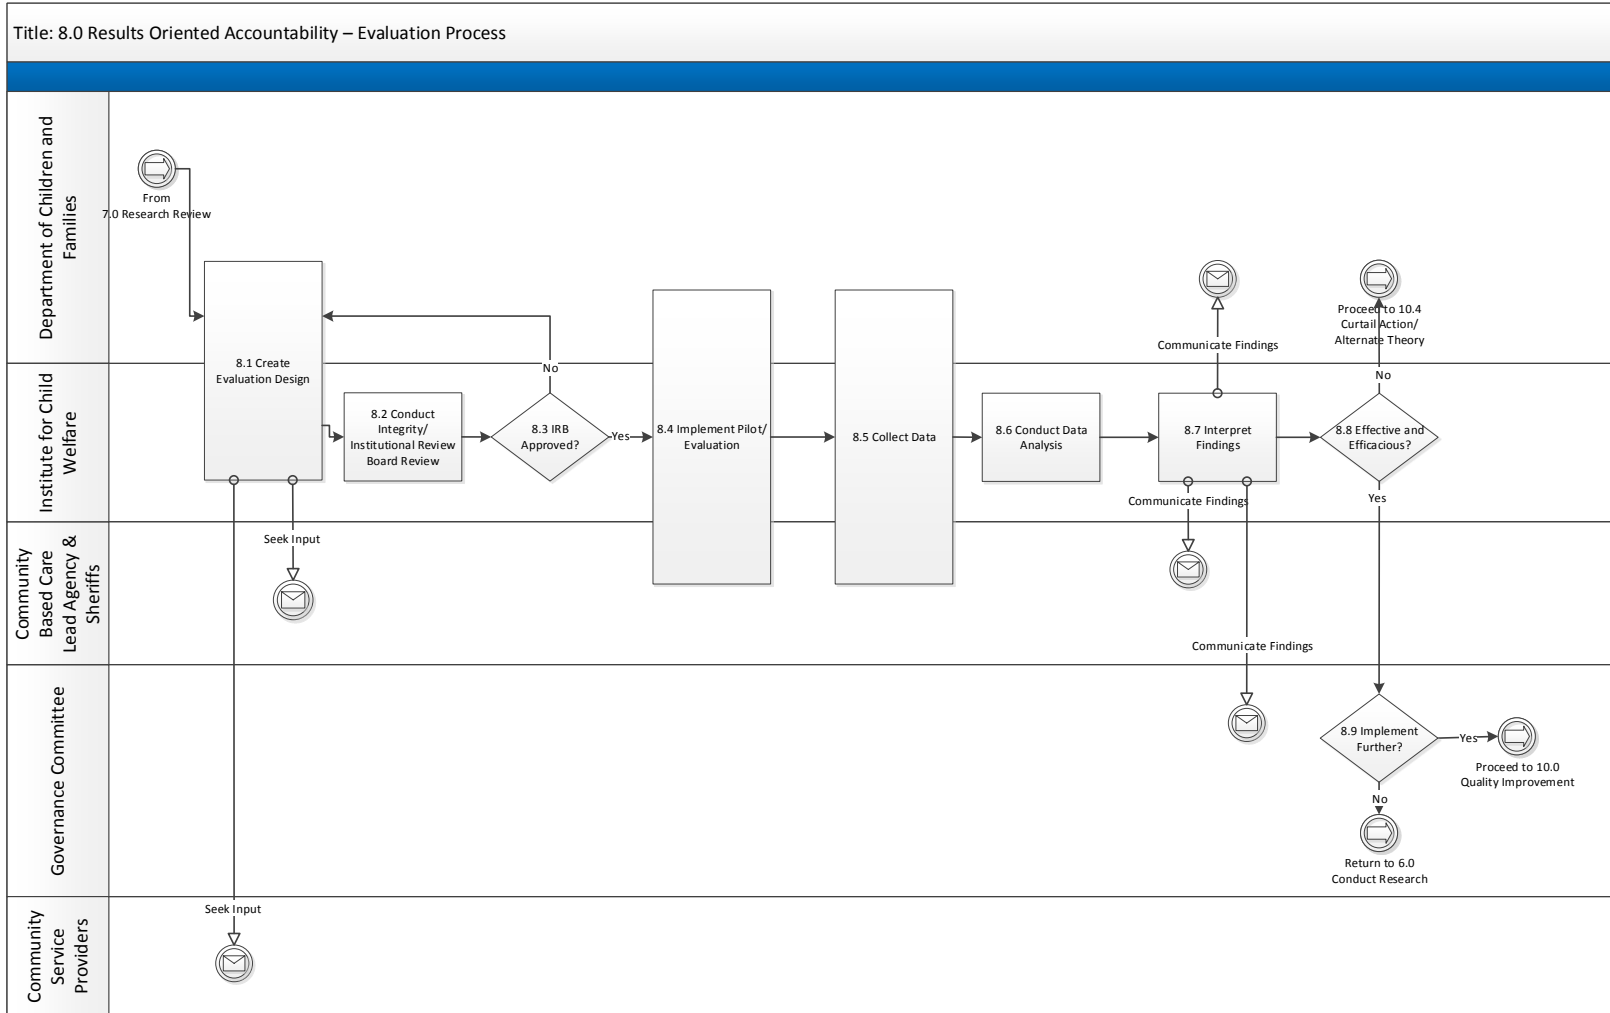 Title: 8.0 Results Oriented Accountability – Evaluation Process
Department of Children and
Families
From
7.0 Research Review
8.1 Create
Evaluation Design
No
Communicate Findings
Proceed to 10.4
Curtail Action/
Alternate Theory
No
Institute for Child
Welfare
8.2 Conduct
Integrity/
Institutional Review
Board Review
8.3 IRB
Approved?
Yes
8.4 Implement Pilot/
Evaluation
8.5 Collect Data
8.6 Conduct Data
Analysis
8.7 Interpret
Findings
8.8 Effective and
Efficacious?
Communicate Findings
Yes
Community
Based Care
Lead Agency &
Sheriffs
Seek Input
Communicate Findings
Governance Committee
8.9 Implement
Further?
Yes
Proceed to 10.0
Quality Improvement
No
Return to 6.0
Conduct Research
Community
Service
Providers
Seek Input